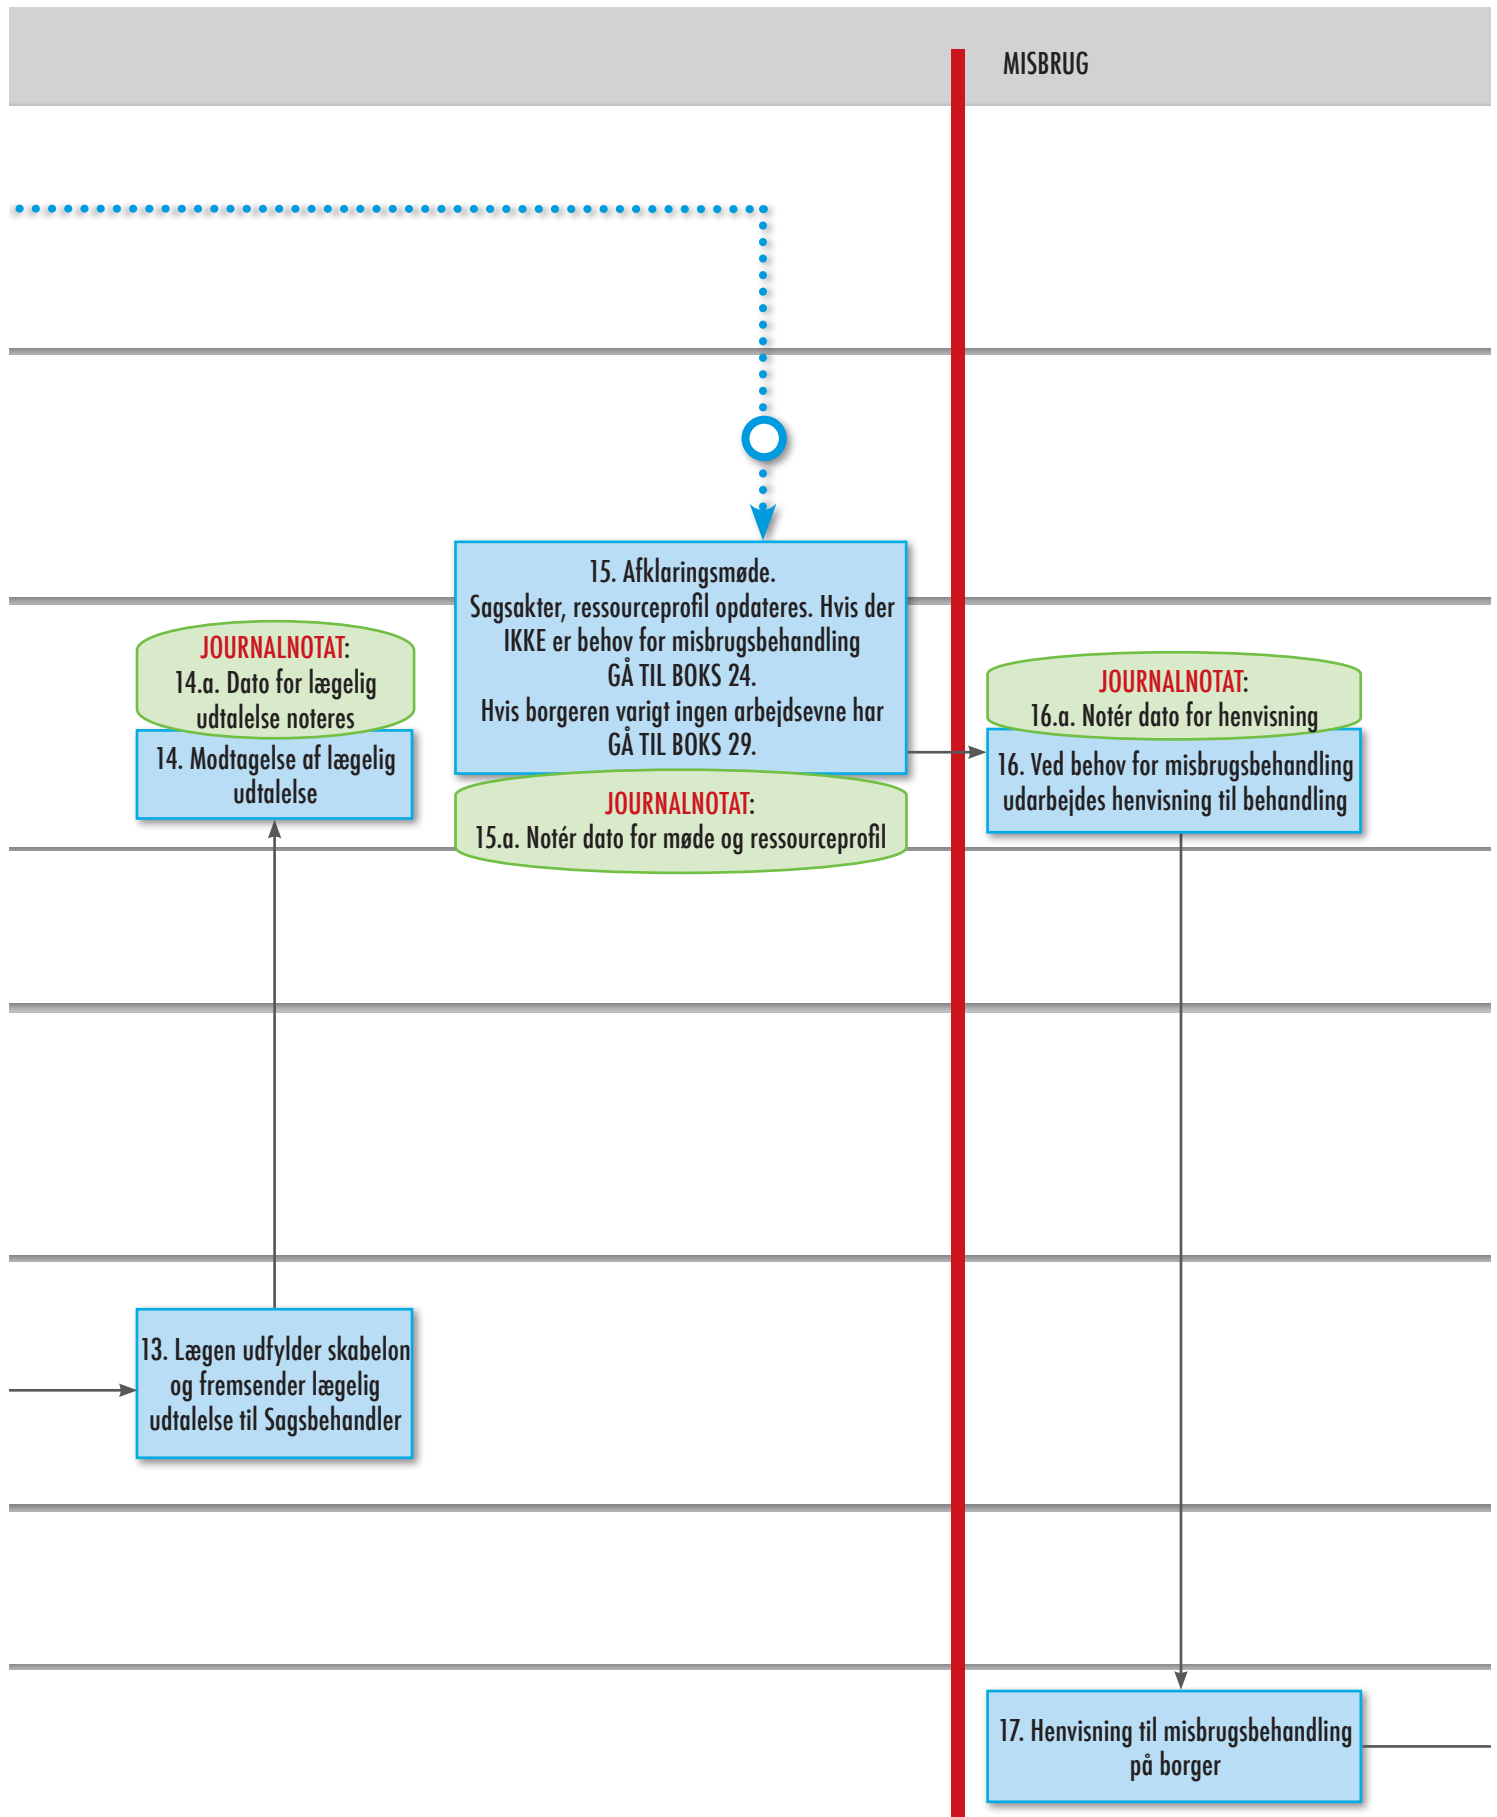 MISBRUG
15. Afklaringsmøde.
Sagsakter, ressourceprofil opdateres. Hvis der
IKKE er behov for misbrugsbehandling
GÅ TIL BOKS 24.
Hvis borgeren varigt ingen arbejdsevne har
GÅ TIL BOKS 29.
JOURNALNOTAT:
15.a. Notér dato for møde og ressourceprofil
JOURNALNOTAT:
14.a. Dato for lægelig
udtalelse noteres
14. Modtagelse af lægelig
udtalelse
JOURNALNOTAT:
16.a. Notér dato for henvisning
16. Ved behov for misbrugsbehandling
udarbejdes henvisning til behandling
13. Lægen udfylder skabelon
og fremsender lægelig
udtalelse til Sagsbehandler
17. Henvisning til misbrugsbehandling
på borger